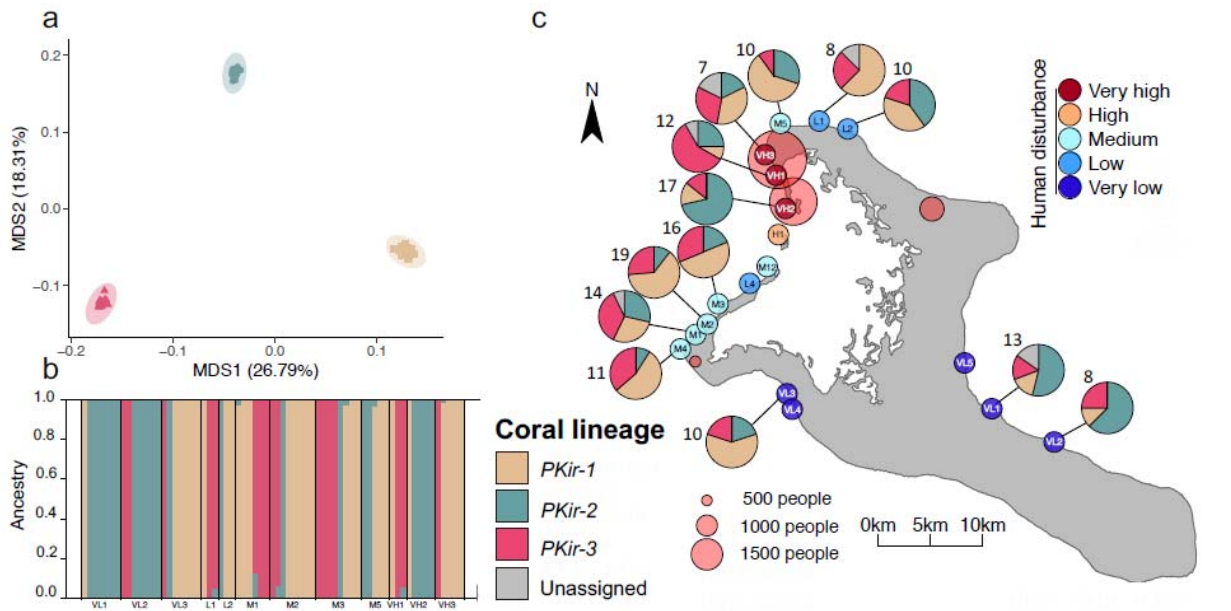 a
MDS2 (18.31%)
0.2
0.1
0.0
−0.1
−0.2
−0.1
0.0
0.1
MDS1 (26.79%)
b
Ancestry
1.0
0.8
0.6
0.4
0.2
0.0
VL1 VL2 VL3 L1 L2 M1 M2 M3 M5 VH1 VH2 VH3
Coral lineage
PKir-1
PKir-2
PKir-3
Unassigned
c
N
10
8
7
10
12
17
16
19
14
11
10
13
8
M5
L1
L2
VH3
VH1
VH2
H1
M12
L4
M3
M2
M1
M4
VL3
VL4
VL5
VL1
VL2
Human disturbance
Very high
High
Medium
Low
Very low
500 people
1000 people
1500 people
0km 5km 10km